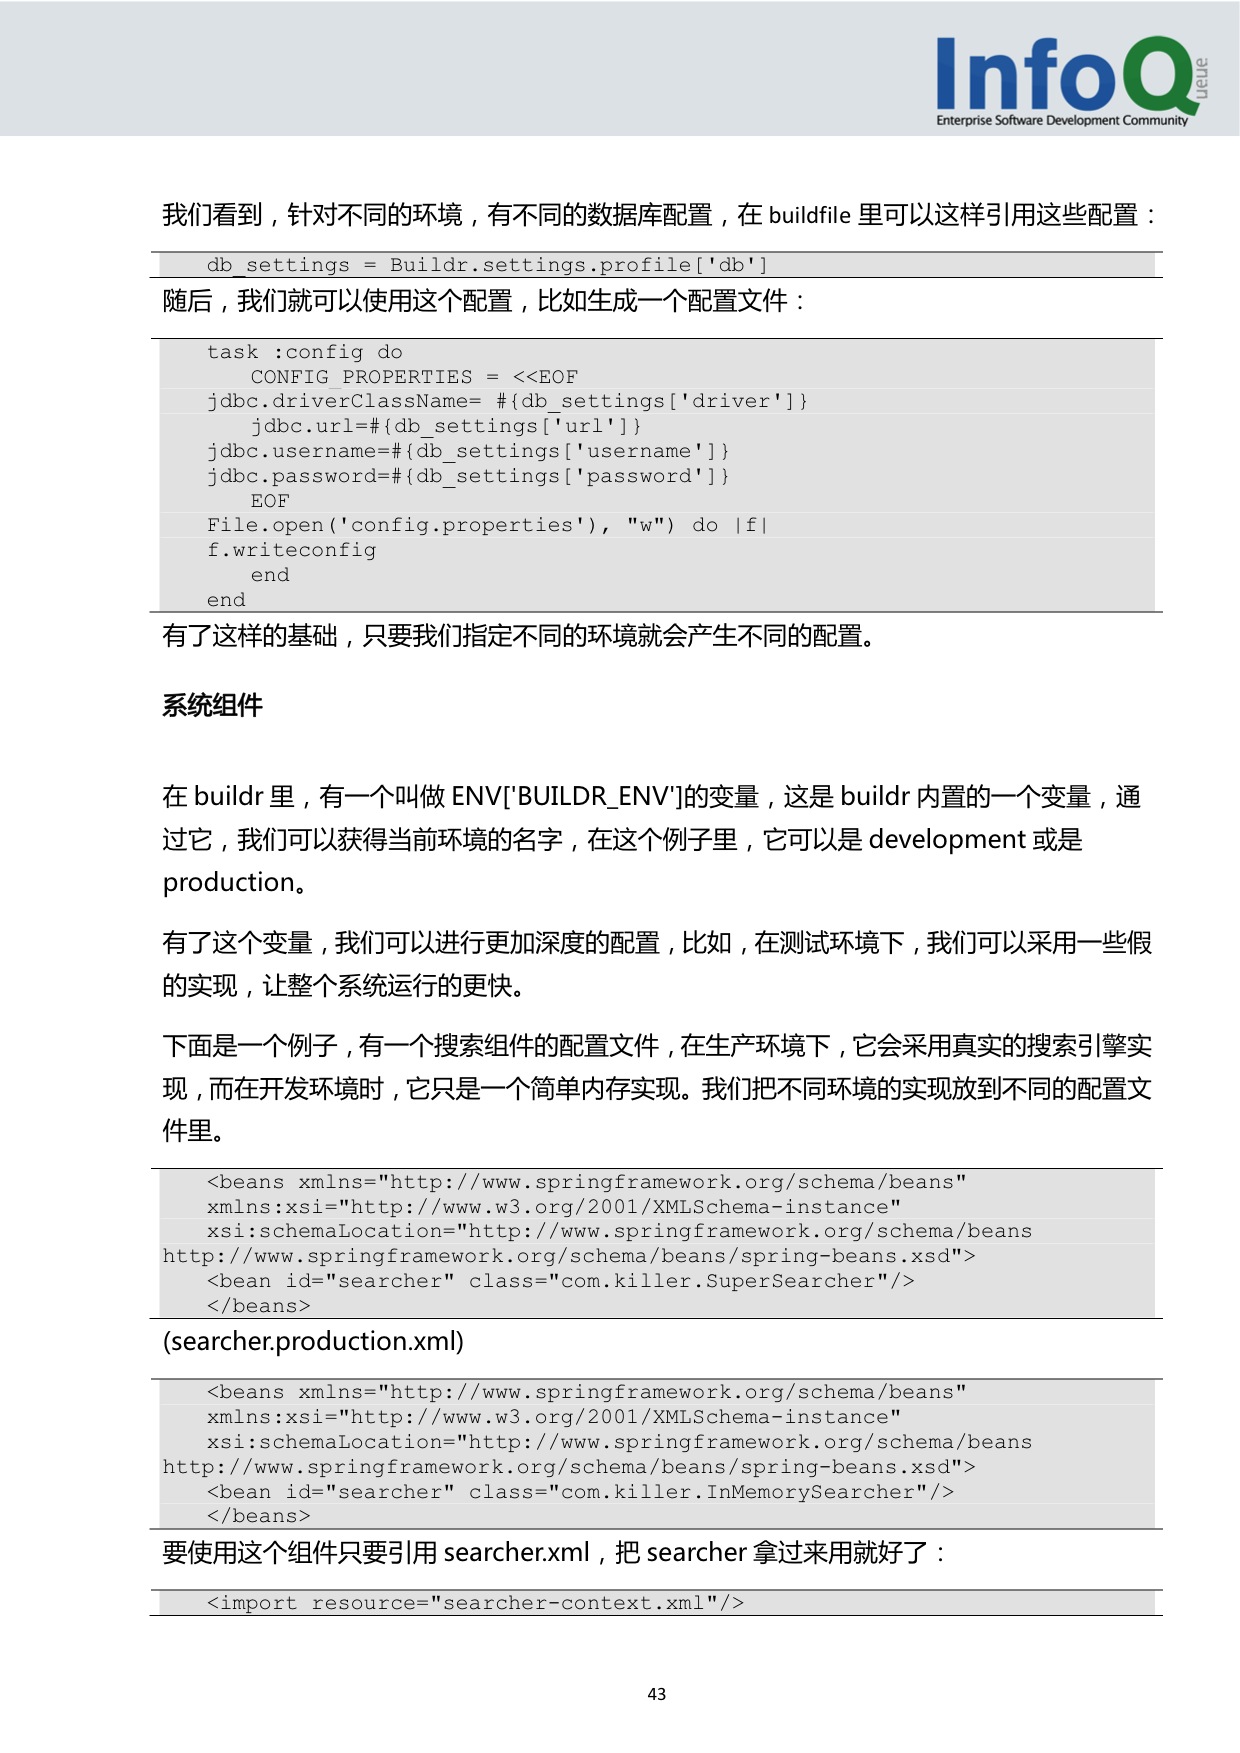 InfoQueue
Enterprise Software Development Community
我们看到，针对不同的环境，有不同的数据库配置，在 buildfile 里可以这样引用这些配置：
db_settings = Buildr.settings.profile['db']
随后，我们就可以使用这个配置，比如生成一个配置文件：
task :config do
CONFIG_PROPERTIES = <<EOF
jdbc.driverClassName= #{db_settings['driver']}
jdbc.url=#{db_settings['url']}
jdbc.username=#{db_settings['username']}
jdbc.password=#{db_settings['password']}
EOF
File.open('config.properties'), "w") do |f|
f.writeconfig
end
end
有了这样的基础，只要我们指定不同的环境就会产生不同的配置。
系统组件
在 buildr 里，有一个叫做 ENV['BUILDR_ENV']的变量，这是 buildr 内置的一个变量，通
过它，我们可以获得当前环境的名字，在这个例子里，它可以是 development 或是
production。
有了这个变量，我们可以进行更加深度的配置，比如，在测试环境下，我们可以采用一些假
的实现，让整个系统运行的更快。
下面是一个例子，有一个搜索组件的配置文件，在生产环境下，它会采用真实的搜索引擎实
现，而在开发环境时，它只是一个简单内存实现。我们把不同环境的实现放到不同的配置文
件里。
<beans xmlns="http://www.springframework.org/schema/beans"
xmlns:xsi="http://www.w3.org/2001/XMLSchema-instance"
xsi:schemaLocation="http://www.springframework.org/schema/beans
http://www.springframework.org/schema/beans/spring-beans.xsd">
<bean id="searcher" class="com.killer.SuperSearcher"/>
</beans>
(searcher.production.xml)
<beans xmlns="http://www.springframework.org/schema/beans"
xmlns:xsi="http://www.w3.org/2001/XMLSchema-instance"
xsi:schemaLocation="http://www.springframework.org/schema/beans
http://www.springframework.org/schema/beans/spring-beans.xsd">
<bean id="searcher" class="com.killer.InMemorySearcher"/>
</beans>
要使用这个组件只要引用 searcher.xml，把 searcher 拿过来用就好了：
<import resource="searcher-context.xml"/>
43